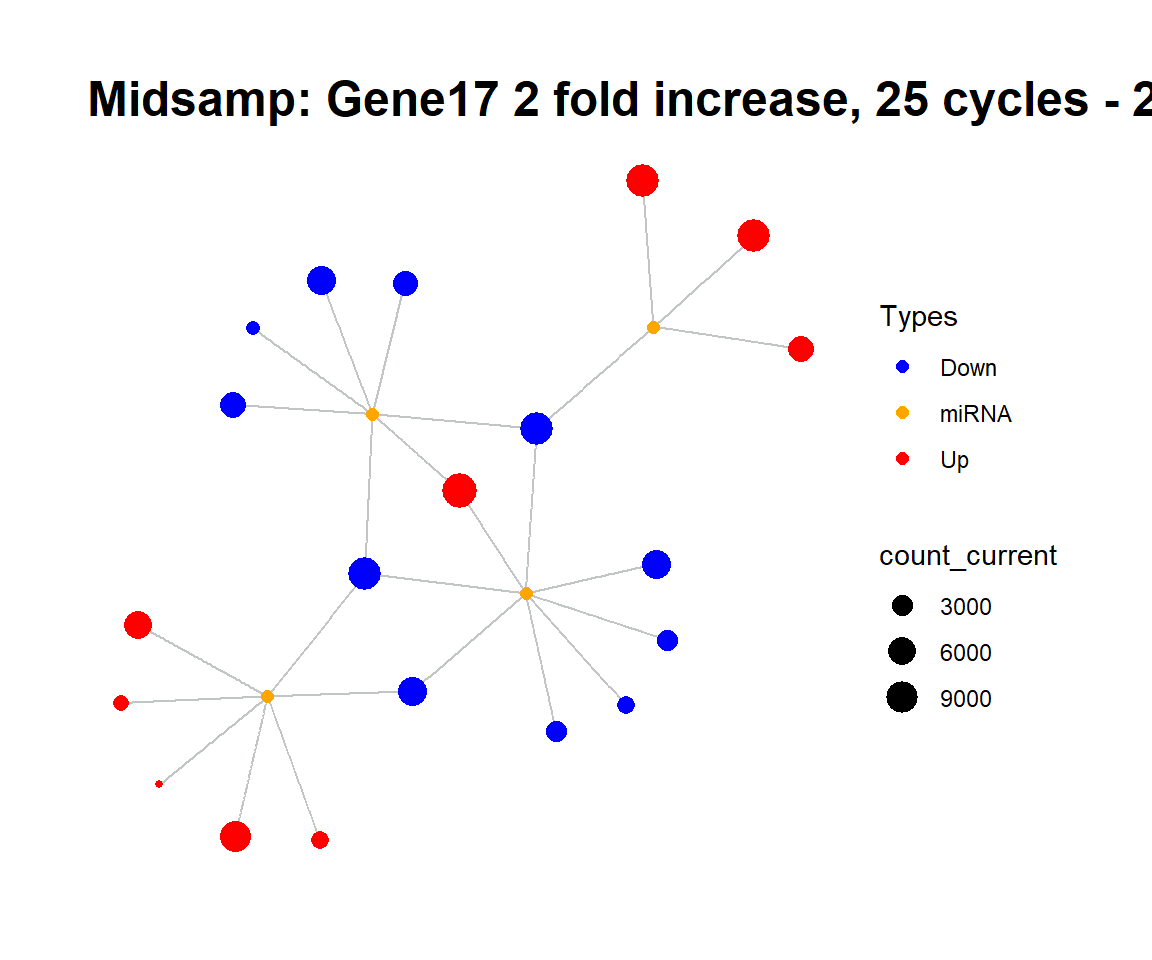 Midsamp: Gene17 2 fold increase, 25 cycles - 2
Types
Down
miRNA
Up
count_current
3000
6000
9000